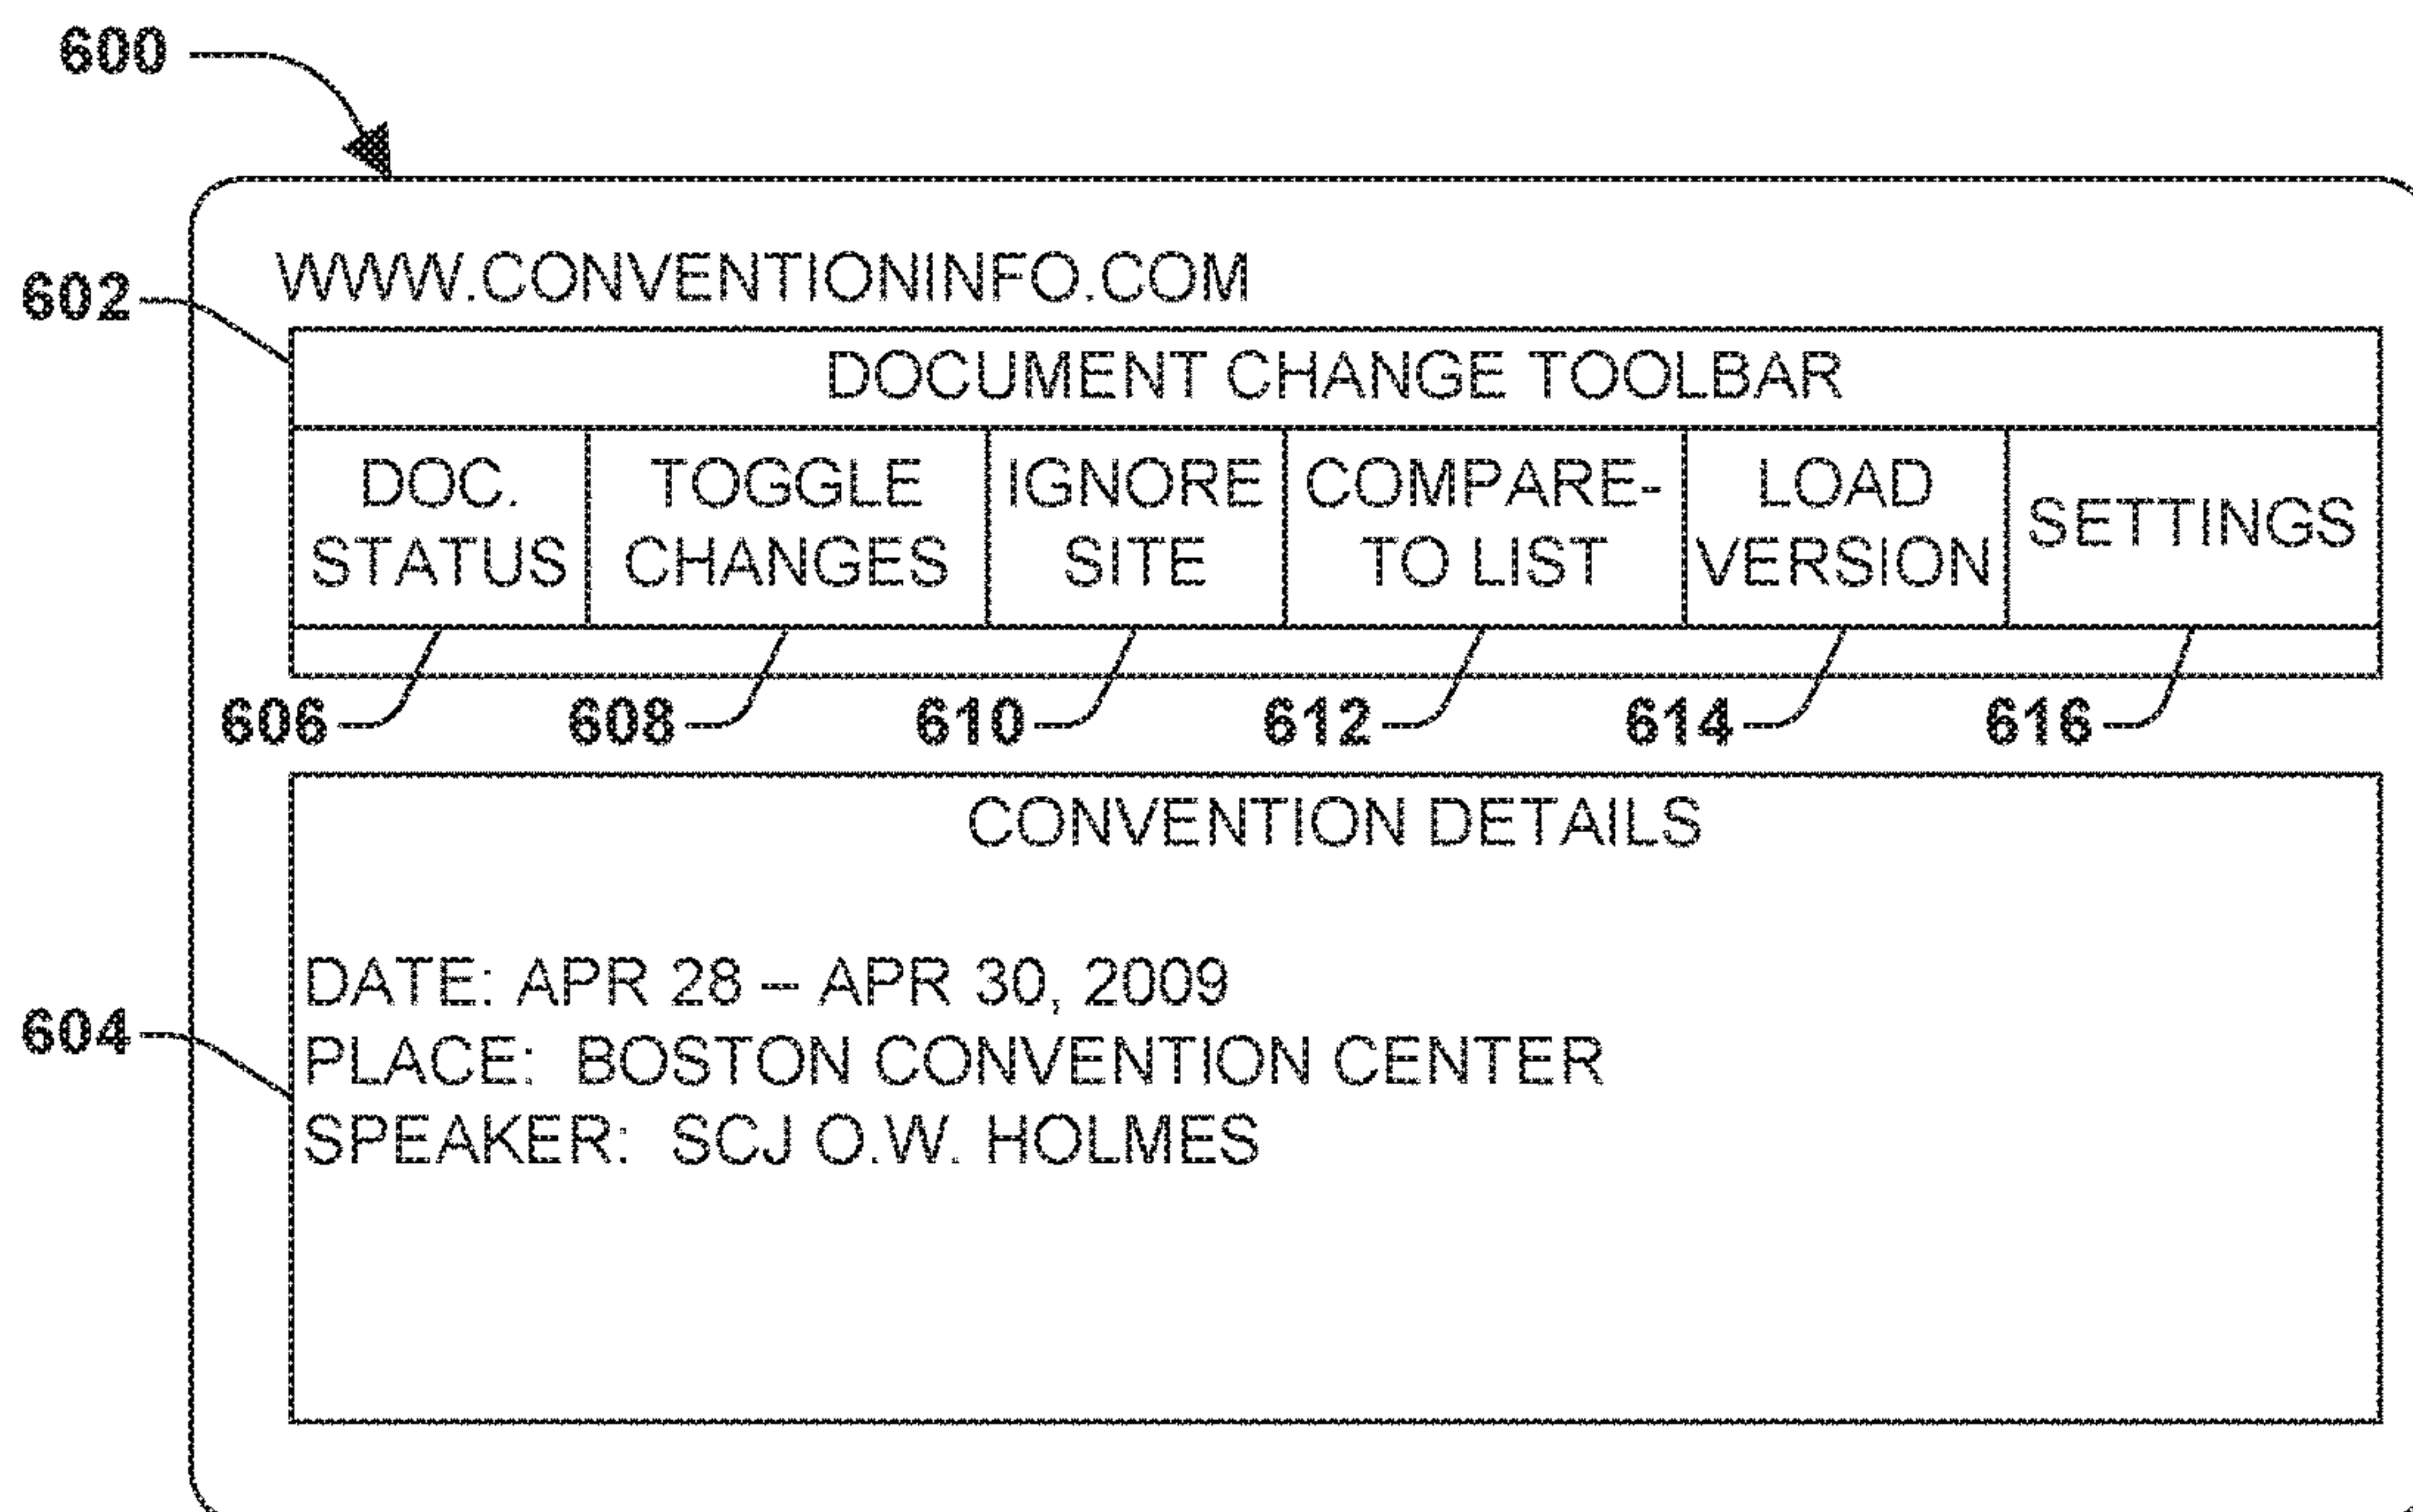 600
WWW.CONVENTIONINFO.COM
602
DOCUMENT CHANGE TOOLBAR
DOC. STATUS
TOGGLE CHANGES
IGNORE SITE
COMPARE-TO LIST
LOAD VERSION
SETTINGS
606 608 610 612 614 616
CONVENTION DETAILS
DATE: APR 28 – APR 30, 2009
604
PLACE: BOSTON CONVENTION CENTER
SPEAKER: SCJ O.W. HOLMES